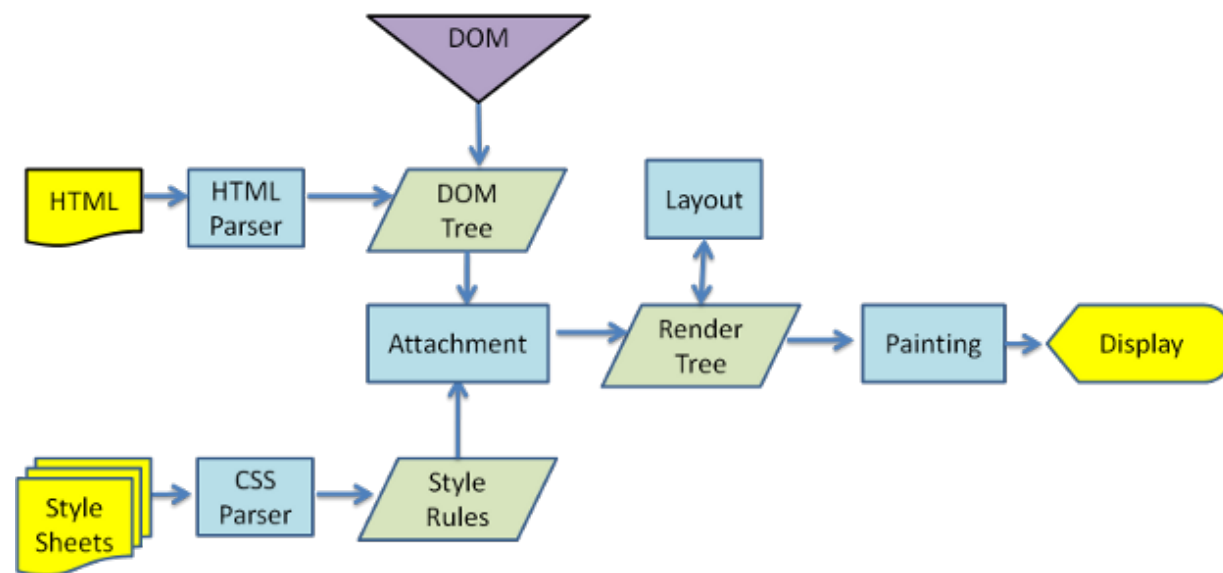 DOM
HTML
HTML
Parser
DOM
Tree
Layout
Attachment
Render
Tree
Painting
Display
Style
Sheets
CSS
Parser
Style
Rules